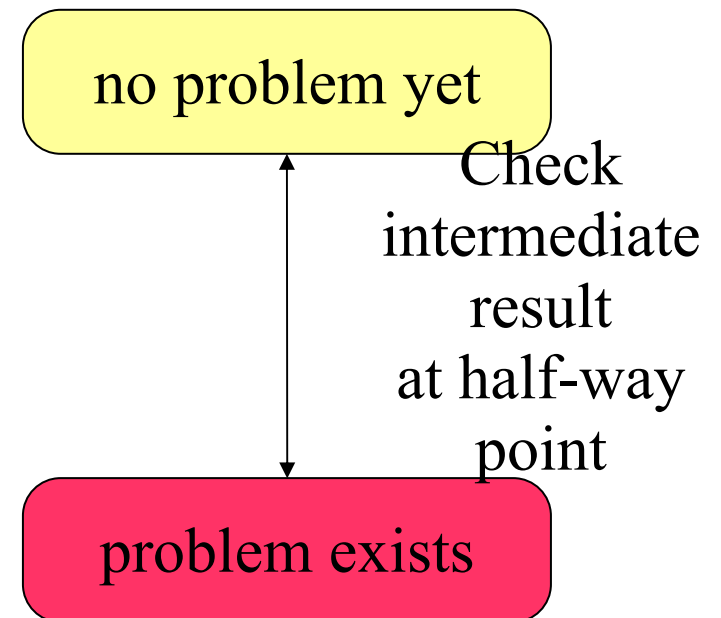 no problem yet
Check
intermediate
result
at half-way
point
problem exists